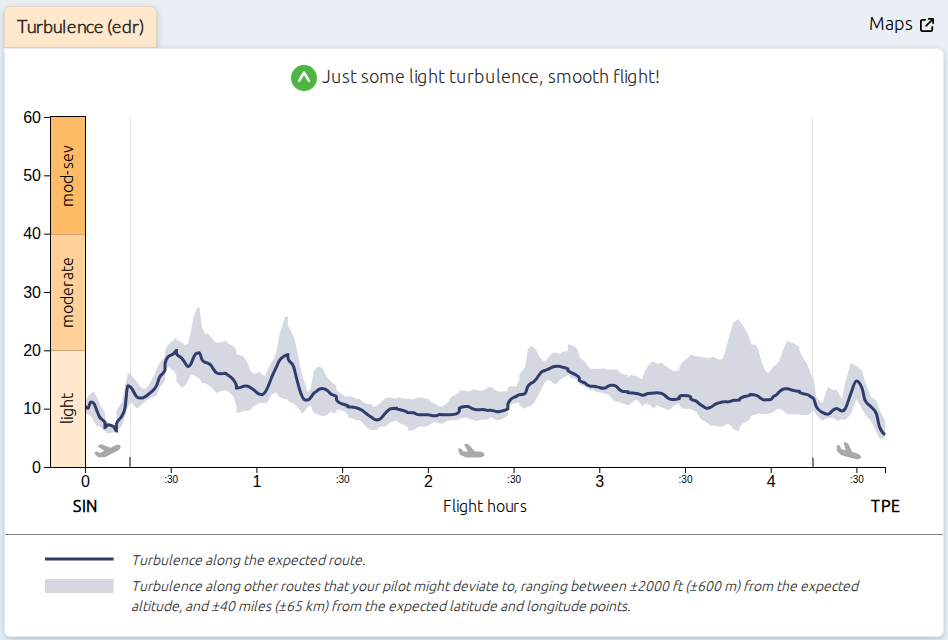 Turbulence (edr)
Maps
Just some light turbulence, smooth flight!
60
50
40
30
20
10
0
mod-sev
moderate
light
0 :30 1 :30 2 :30 3 :30 4 :30
SIN Flight hours TPE
Turbulence along the expected route.
Turbulence along other routes that your pilot might deviate to, ranging between ±2000 ft (±600 m) from the expected
altitude, and ±40 miles (±65 km) from the expected latitude and longitude points.